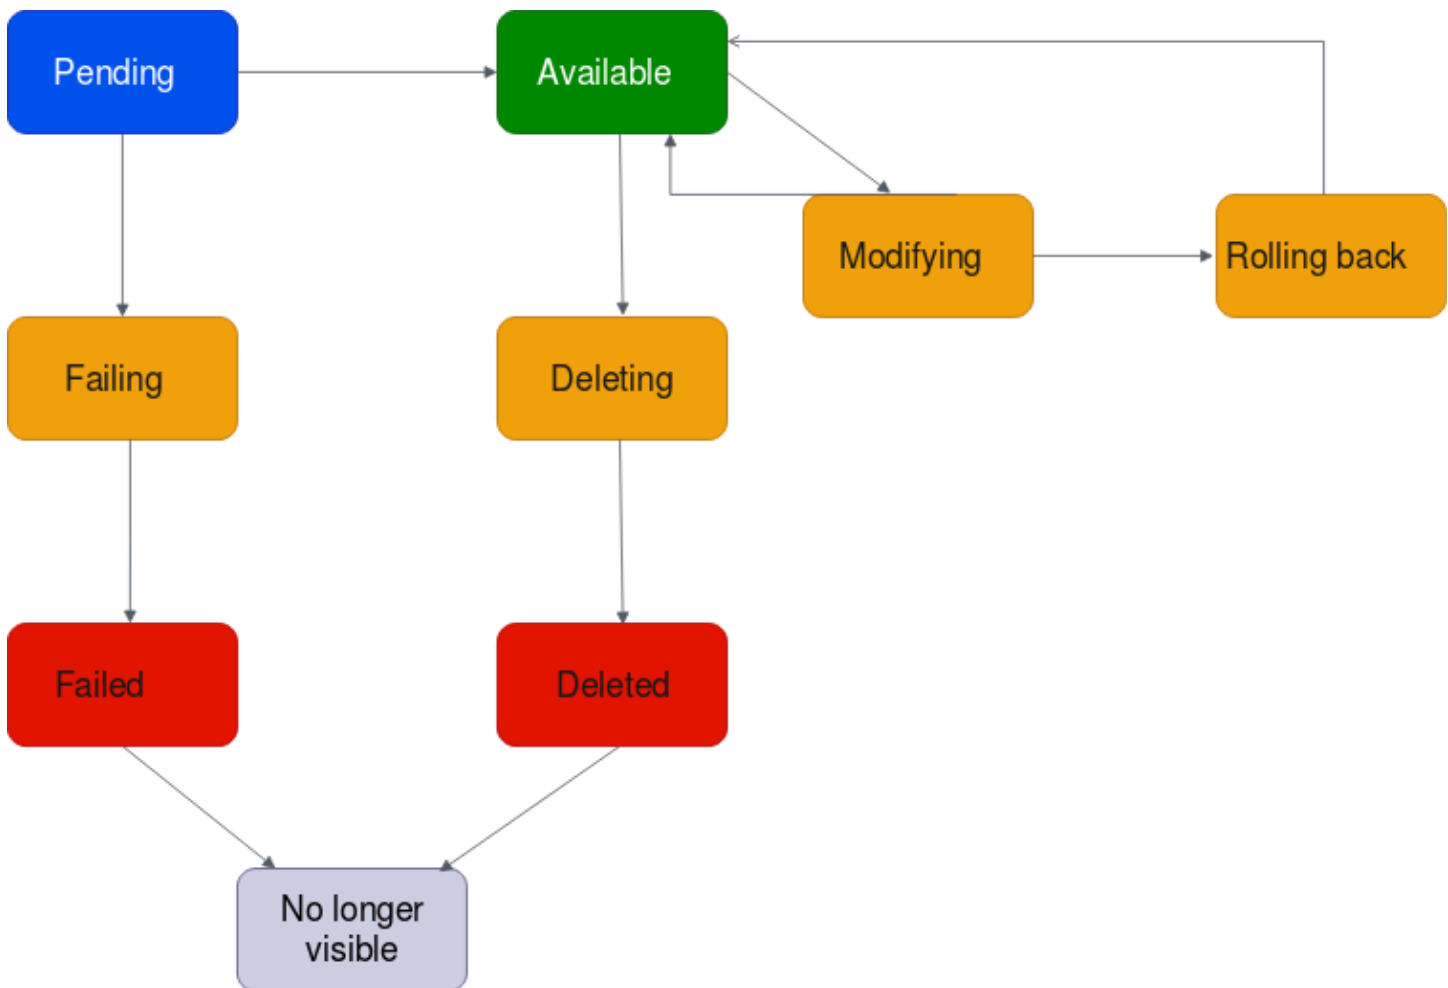 Pending
Available
Modifying
Rolling back
Failing
Deleting
Failed
Deleted
No longer
visible